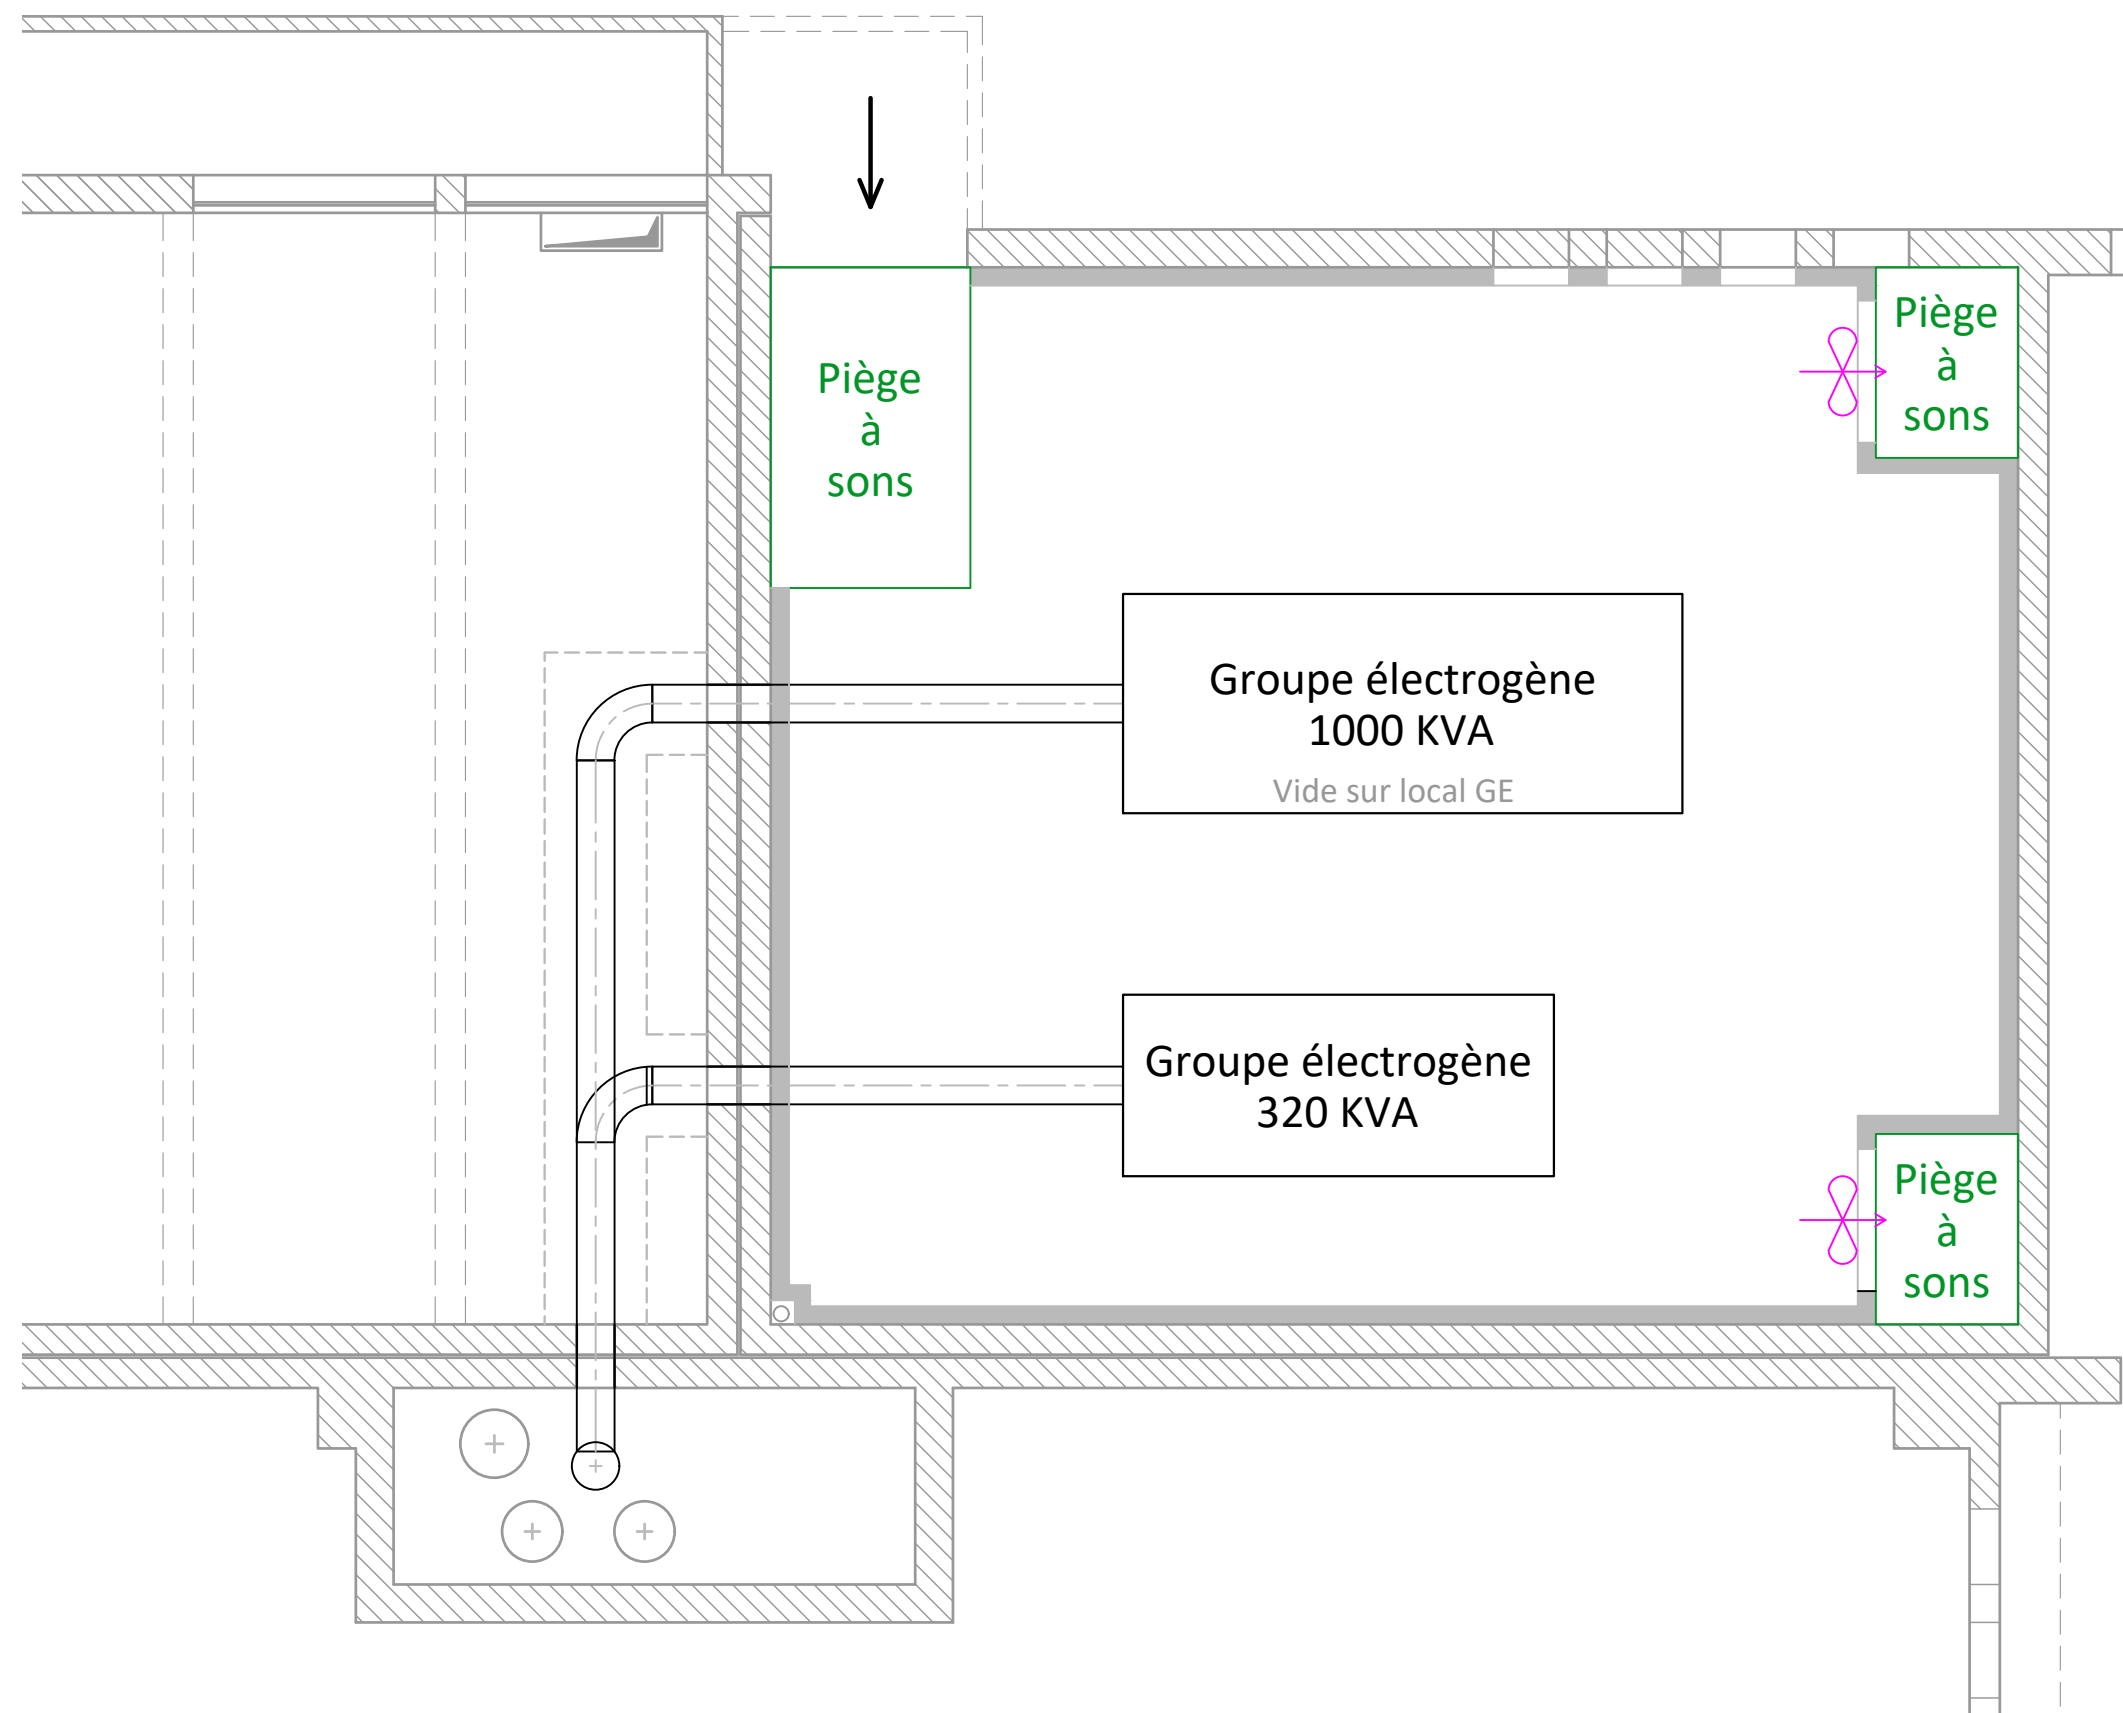 Piège
à
sons
Piège
à
sons
Groupe électrogène
1000 KVA
Vide sur local GE
Groupe électrogène
320 KVA
Piège
à
sons